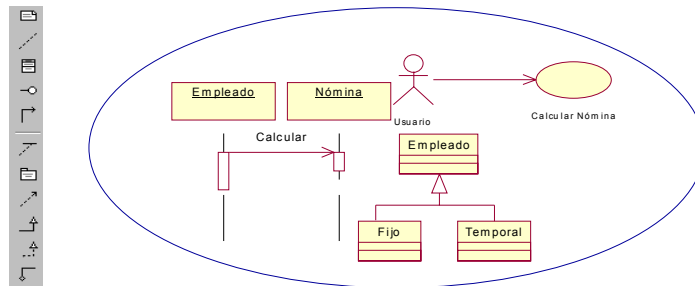 Empleado
Nómina
Usuario
Calcular Nómina
Calcular
Empleado
Fijo
Temporal